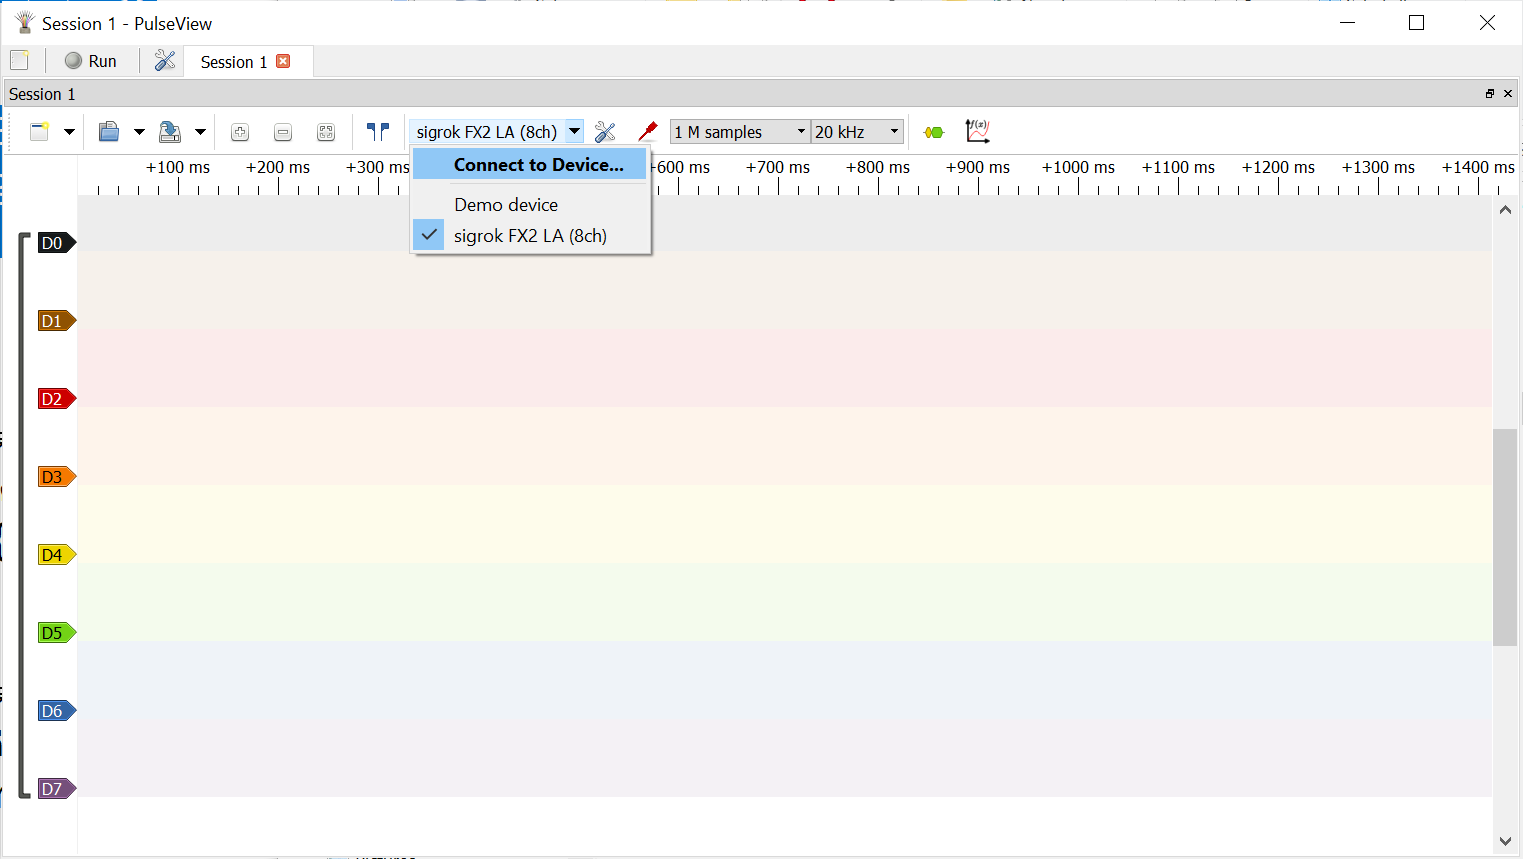 Session 1 - PulseView
Run
Session 1
Session 1
sigrok FX2 LA (8ch)
1 M samples
20 kHz
f(x)
+100 ms +200 ms +300 ms +600 ms +700 ms +800 ms +900 ms +1000 ms +1100 ms +1200 ms +1300 ms +1400 ms
Connect to Device...
Demo device
sigrok FX2 LA (8ch)
D0
D1
D2
D3
D4
D5
D6
D7